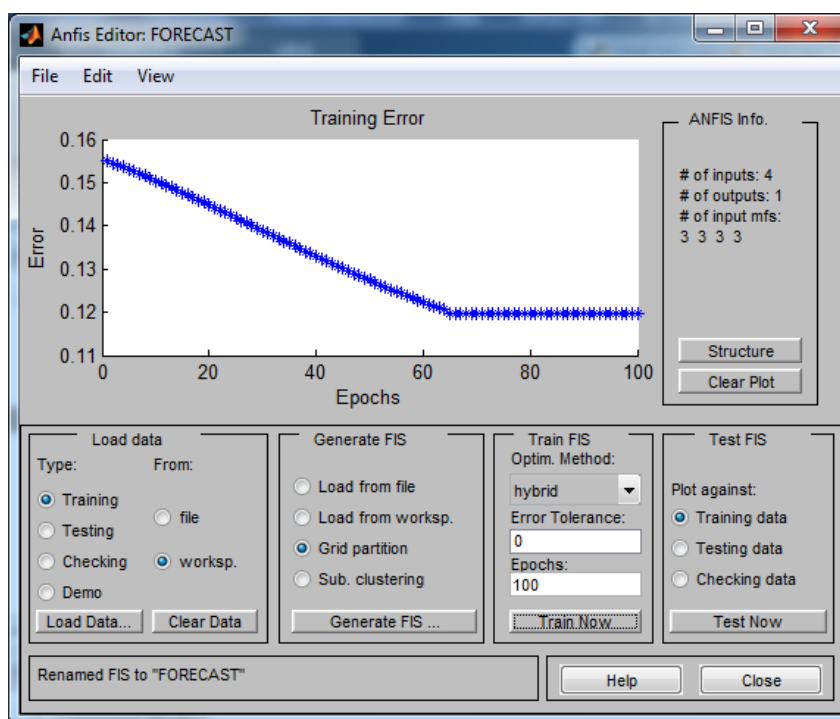 Anfis Editor: FORECAST
File Edit View
Training Error
0.16
0.15
0.14
0.13
0.12
0.11
Error
0 20 40 60 80 100
Epochs
ANFIS Info.
# of inputs: 4
# of outputs: 1
# of input mfs:
3 3 3 3
Structure
Clear Plot
Load data
Type: From:
Training
file
Testing
Checking
worksp.
Demo
Load Data... Clear Data
Generate FIS
Load from file
Load from worksp.
Grid partition
Sub. clustering
Generate FIS ...
Train FIS
Optim. Method:
hybrid
Error Tolerance:
0
Epochs:
100
Train Now
Test FIS
Plot against:
Training data
Testing data
Checking data
Test Now
Renamed FIS to "FORECAST"
Help Close